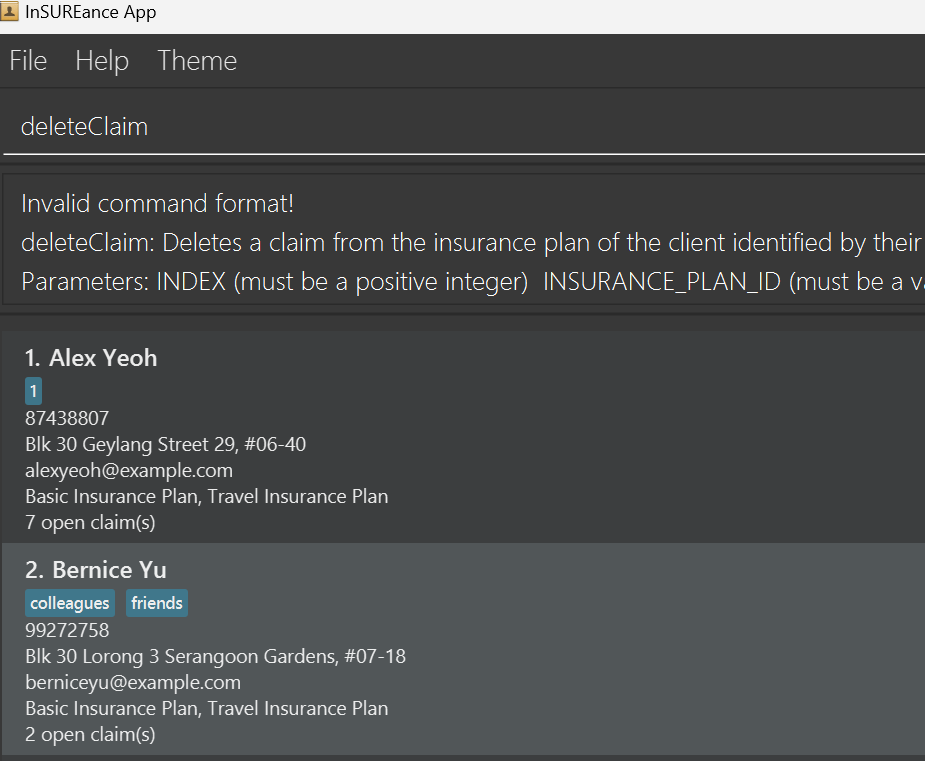 InSUREance App
File Help Theme
deleteClaim
Invalid command format!
deleteClaim: Deletes a claim from the insurance plan of the client identified by their
Parameters: INDEX (must be a positive integer)  INSURANCE_PLAN_ID (must be a va
1. Alex Yeoh
1
87438807
Blk 30 Geylang Street 29, #06-40
alexyeoh@example.com
Basic Insurance Plan, Travel Insurance Plan
7 open claim(s)
2. Bernice Yu
colleagues friends
99272758
Blk 30 Lorong 3 Serangoon Gardens, #07-18
berniceyu@example.com
Basic Insurance Plan, Travel Insurance Plan
2 open claim(s)